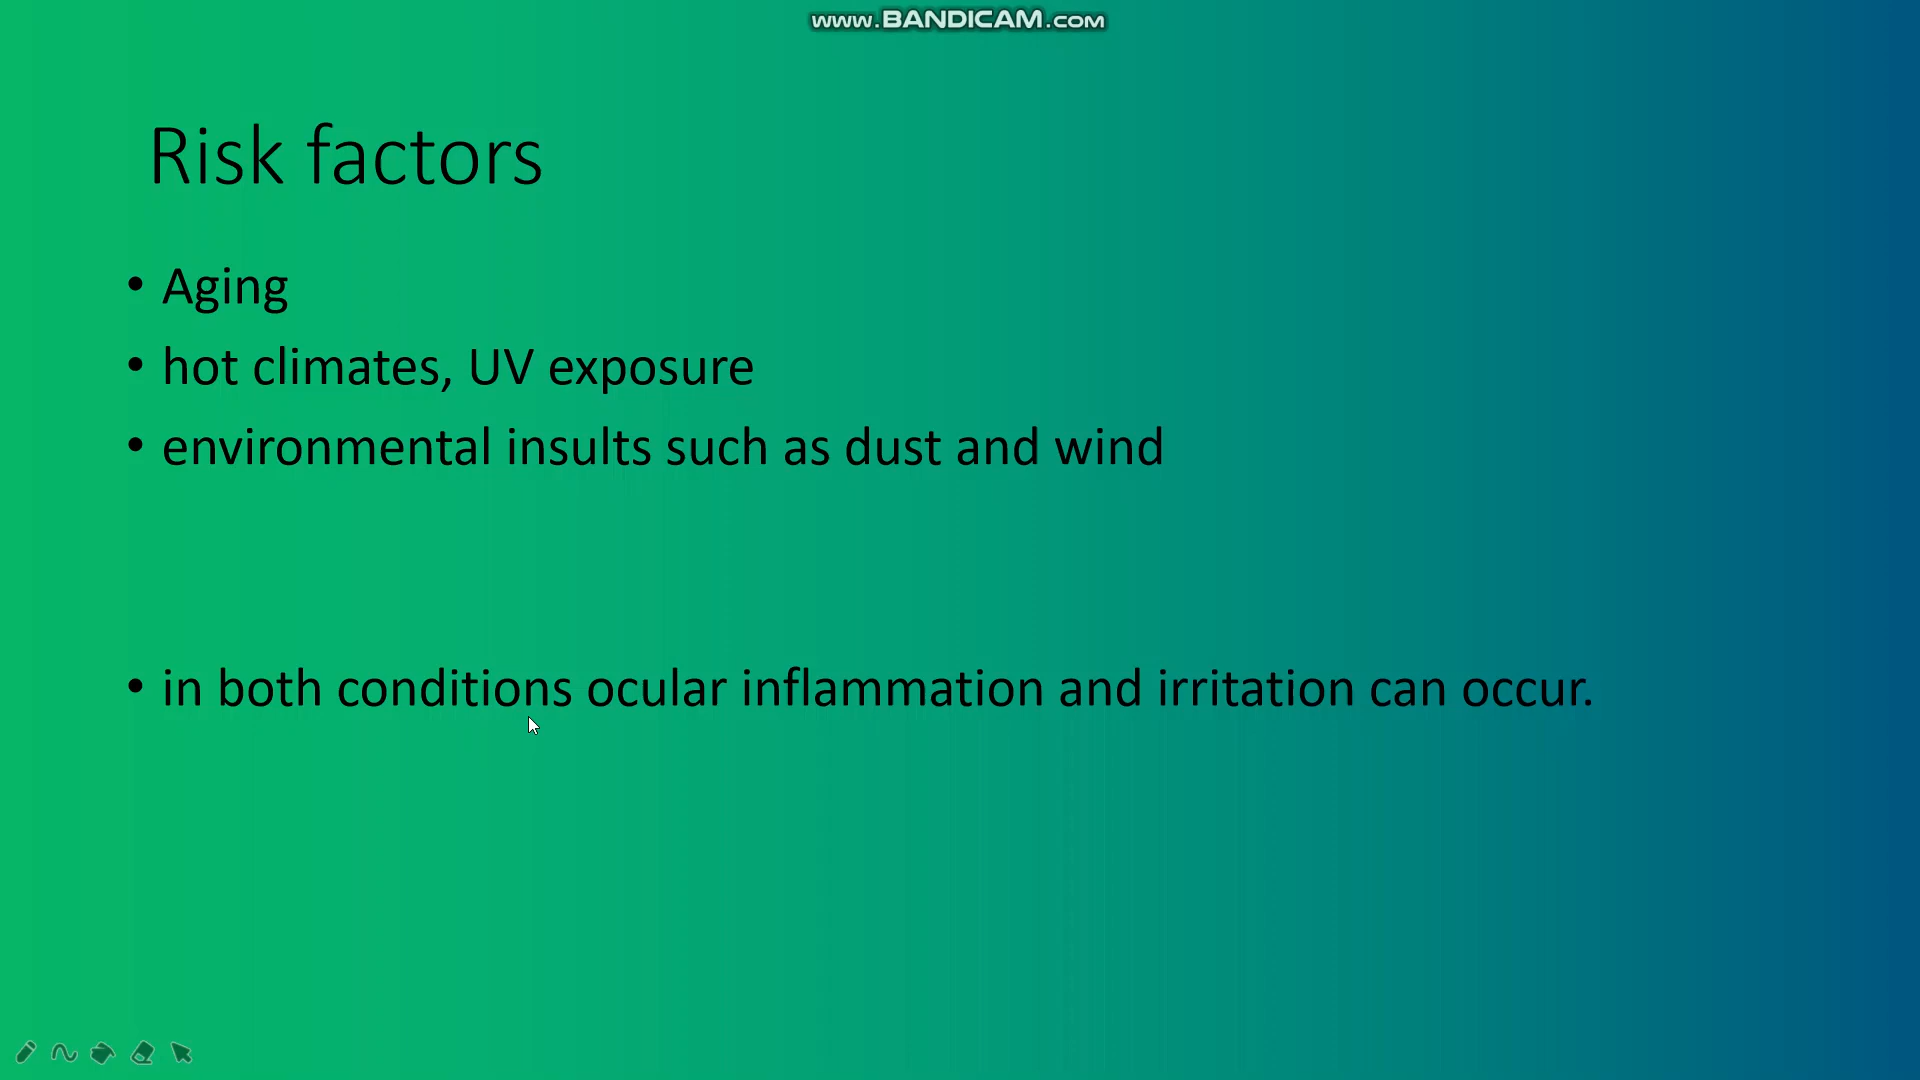 www.BANDICAM.com
Risk factors
• Aging
• hot climates, UV exposure
• environmental insults such as dust and wind
• in both conditions ocular inflammation and irritation can occur.